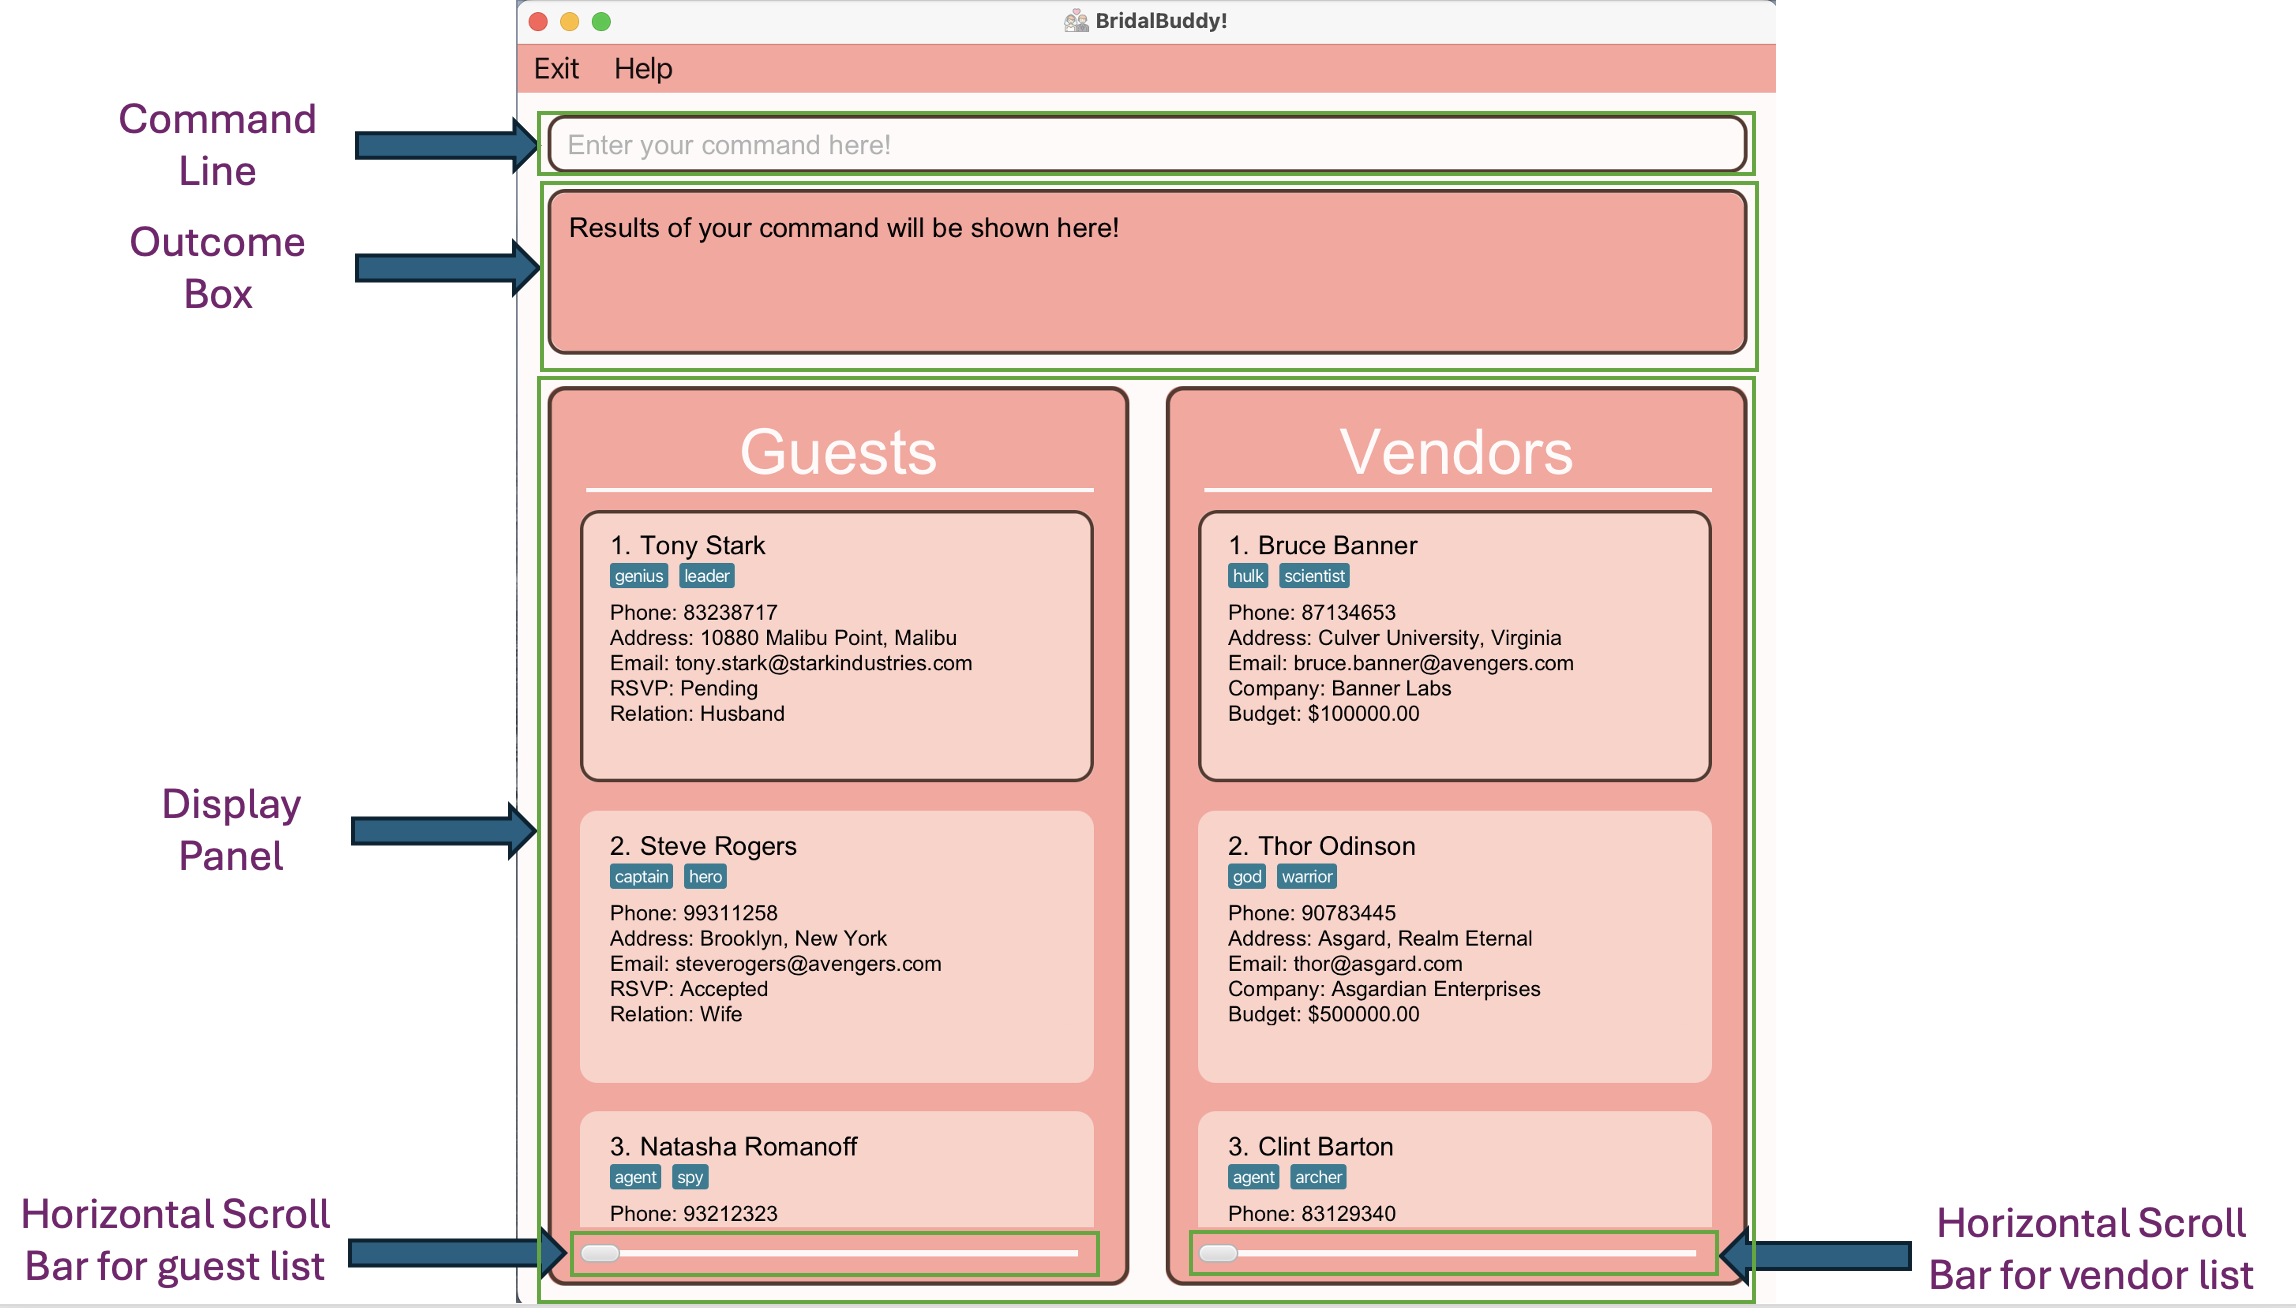 BridalBuddy!
Exit Help
Command
Line
Enter your command here!
Outcome
Box
Results of your command will be shown here!
Display
Panel
Guests
1. Tony Stark
genius leader
Phone: 83238717
Address: 10880 Malibu Point, Malibu
Email: tony.stark@starkindustries.com
RSVP: Pending
Relation: Husband
2. Steve Rogers
captain hero
Phone: 99311258
Address: Brooklyn, New York
Email: steverogers@avengers.com
RSVP: Accepted
Relation: Wife
3. Natasha Romanoff
agent spy
Phone: 93212323
Vendors
1. Bruce Banner
hulk scientist
Phone: 87134653
Address: Culver University, Virginia
Email: bruce.banner@avengers.com
Company: Banner Labs
Budget: $100000.00
2. Thor Odinson
god warrior
Phone: 90783445
Address: Asgard, Realm Eternal
Email: thor@asgard.com
Company: Asgardian Enterprises
Budget: $500000.00
3. Clint Barton
agent archer
Phone: 83129340
Horizontal Scroll
Bar for guest list
Horizontal Scroll
Bar for vendor list